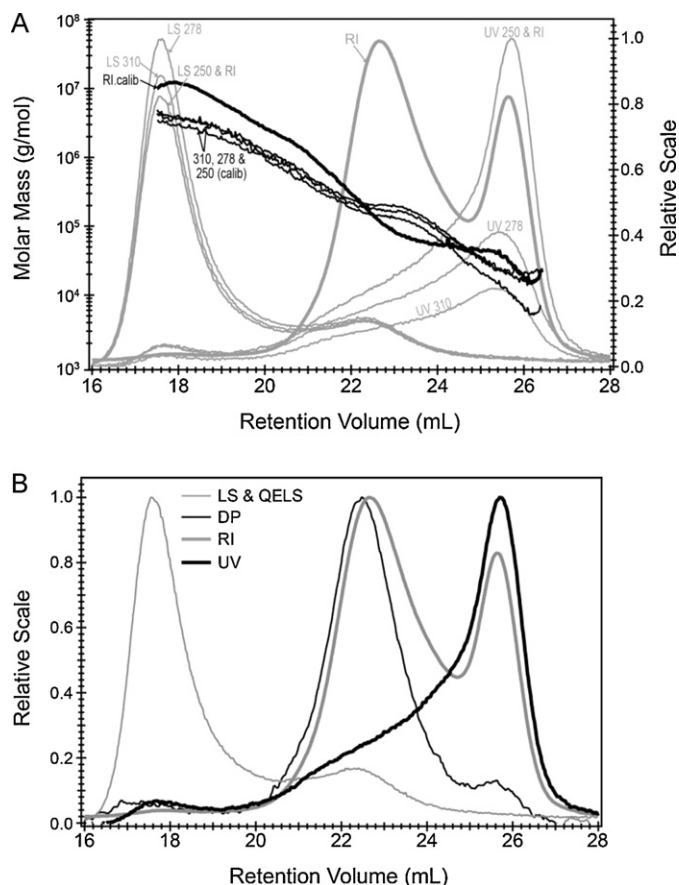 A
10⁸
10⁷
10⁶
10⁵
10⁴
10³
Molar Mass (g/mol)
LS 278
LS 310
LS 250 & RI
RI.calib
310, 278 &
250 (calib)
RI
UV 250 & RI
UV 278
UV 310
1.0
0.8
0.6
0.4
0.2
0.0
Relative Scale
16 18 20 22 24 26 28
Retention Volume (mL)
B
LS & QELS
DP
RI
UV
1.0
0.8
0.6
0.4
0.2
0.0
Relative Scale
16 18 20 22 24 26 28
Retention Volume (mL)